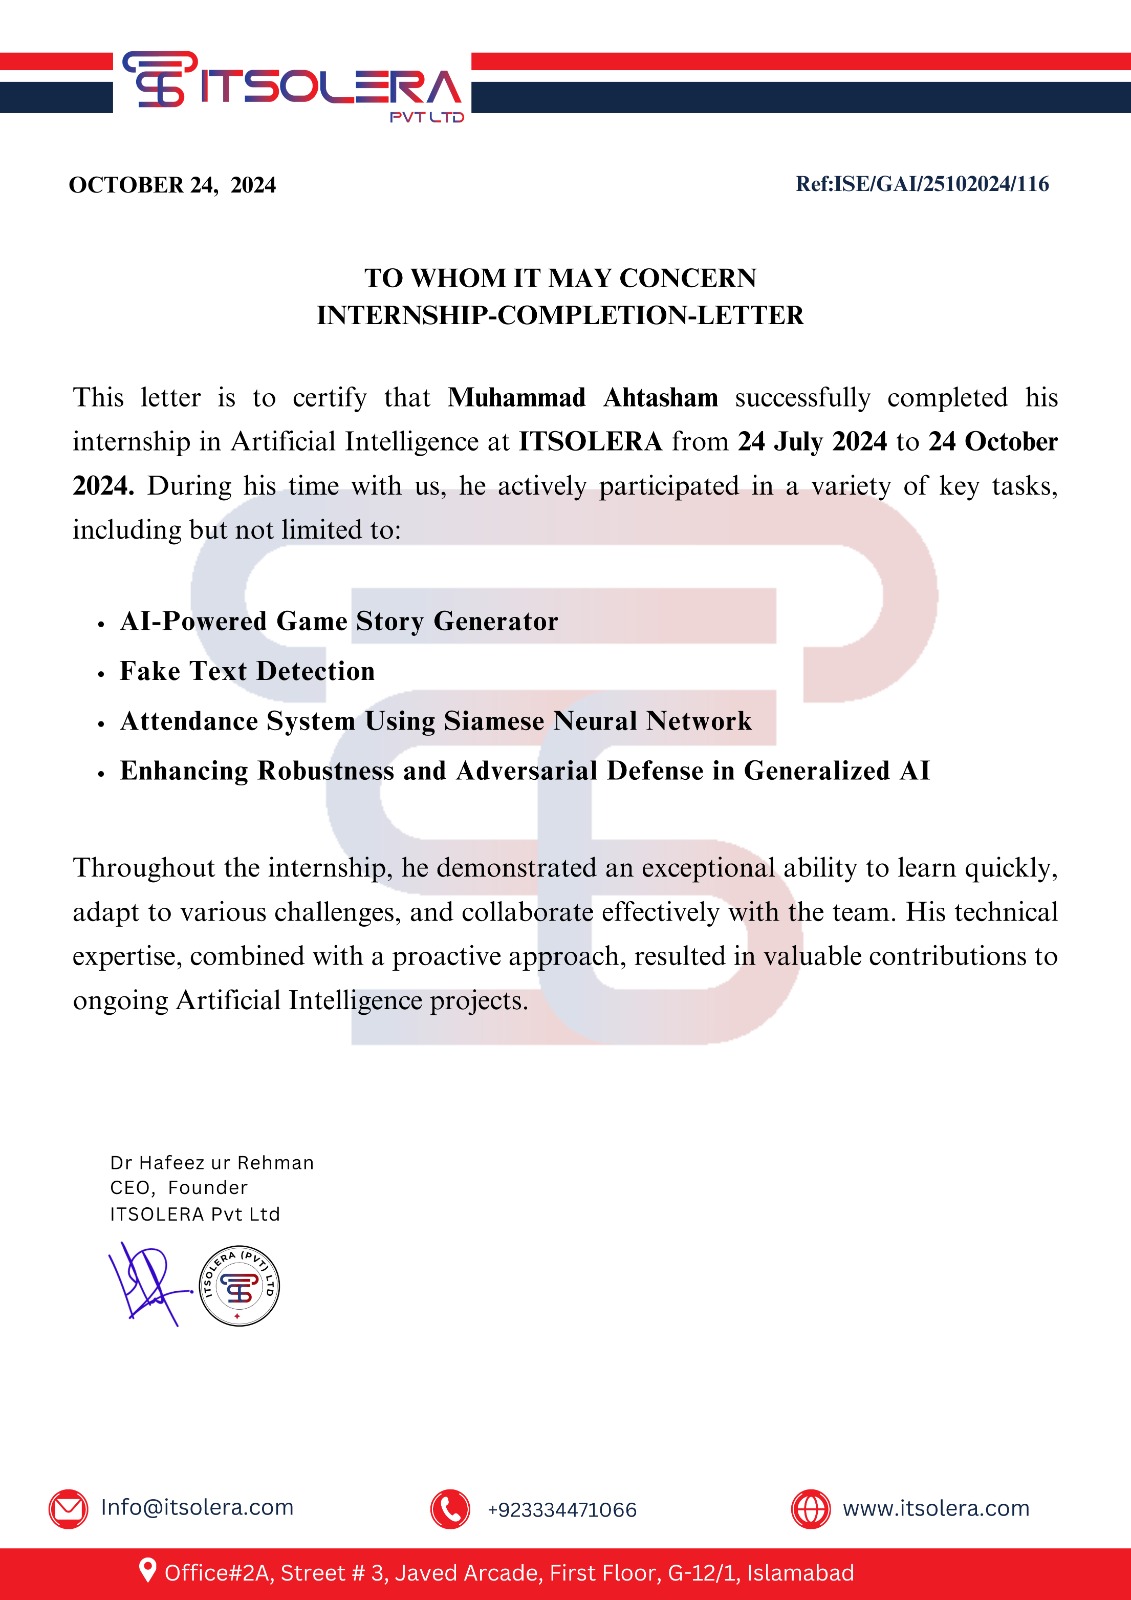 ITSOLERA
PVT LTD
OCTOBER 24, 2024
Ref:ISE/GAI/25102024/116
TO WHOM IT MAY CONCERN
INTERNSHIP-COMPLETION-LETTER
This letter is to certify that Muhammad Ahtasham successfully completed his
internship in Artificial Intelligence at ITSOLERA from 24 July 2024 to 24 October
2024. During his time with us, he actively participated in a variety of key tasks,
including but not limited to:
• AI-Powered Game Story Generator
• Fake Text Detection
• Attendance System Using Siamese Neural Network
• Enhancing Robustness and Adversarial Defense in Generalized AI
Throughout the internship, he demonstrated an exceptional ability to learn quickly,
adapt to various challenges, and collaborate effectively with the team. His technical
expertise, combined with a proactive approach, resulted in valuable contributions to
ongoing Artificial Intelligence projects.
Dr Hafeez ur Rehman
CEO, Founder
ITSOLERA Pvt Ltd
ITSOLERA (PVT) LTD
Info@itsolera.com
+923334471066
www.itsolera.com
Office#2A, Street # 3, Javed Arcade, First Floor, G-12/1, Islamabad